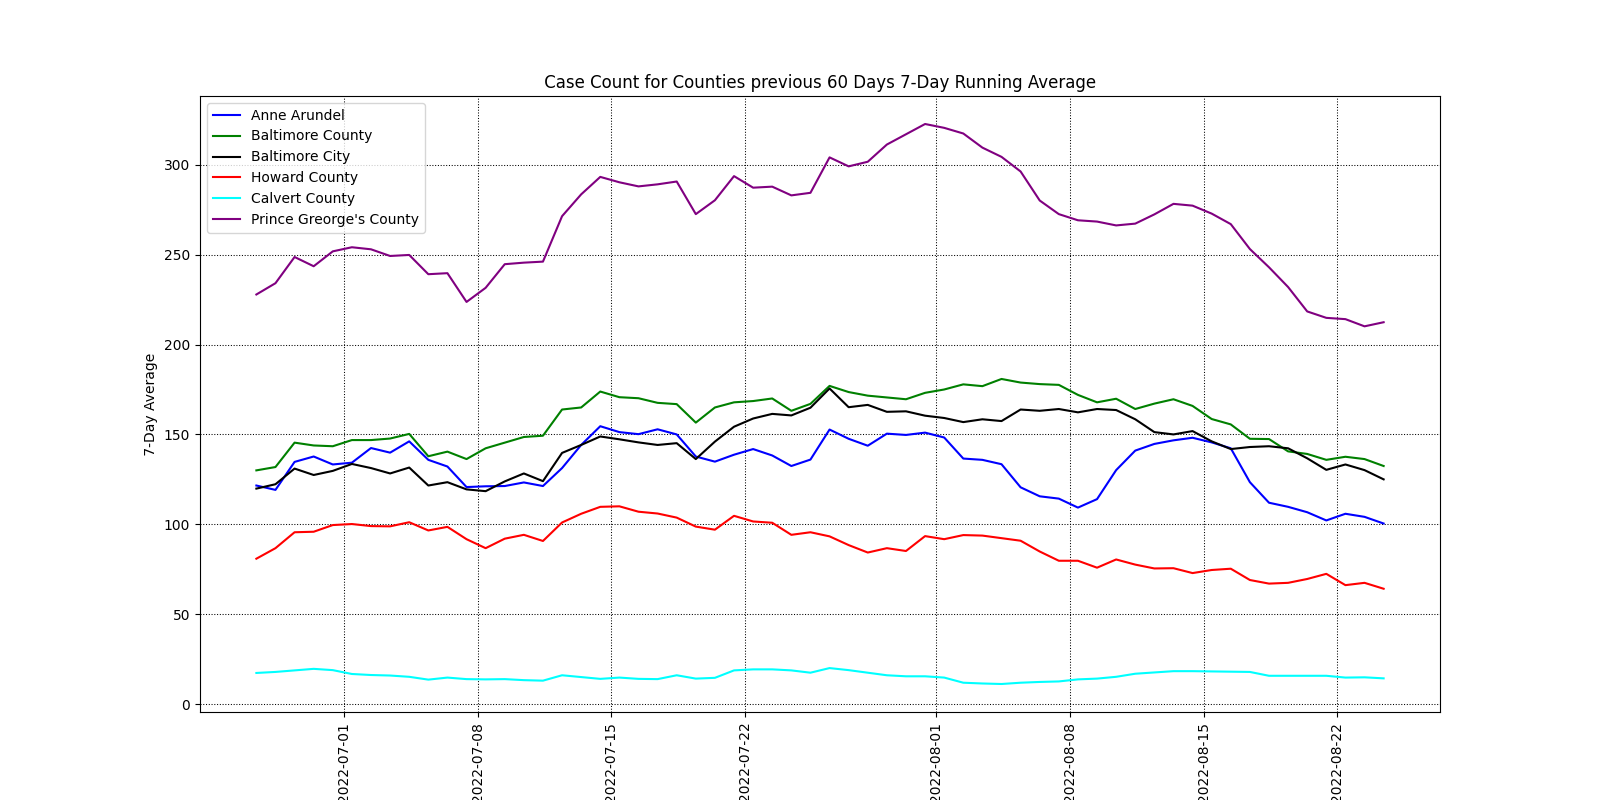 Case Count for Counties previous 60 Days 7-Day Running Average
Anne Arundel
Baltimore County
Baltimore City
Howard County
Calvert County
Prince Greorge's County
7-Day Average
300
250
200
150
100
50
0
2022-07-01
2022-07-08
2022-07-15
2022-07-22
2022-08-01
2022-08-08
2022-08-15
2022-08-22